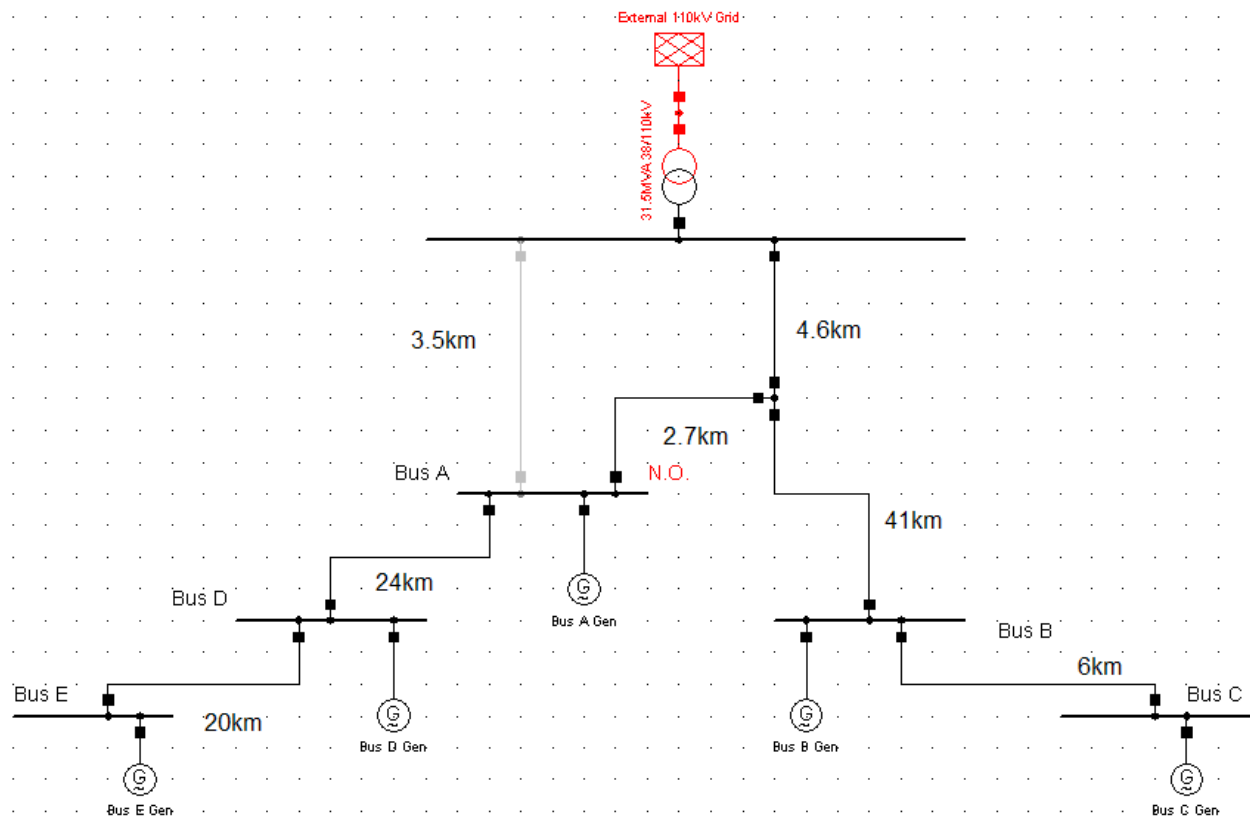 External 110kV Grid
31.5MVA 38/110kV
3.5km
4.6km
2.7km
Bus A
N.O.
41km
24km
Bus D
Bus A Gen
Bus B
6km
Bus E
20km
Bus C
Bus D Gen
Bus B Gen
Bus E Gen
Bus C Gen
G
G
G
G
G